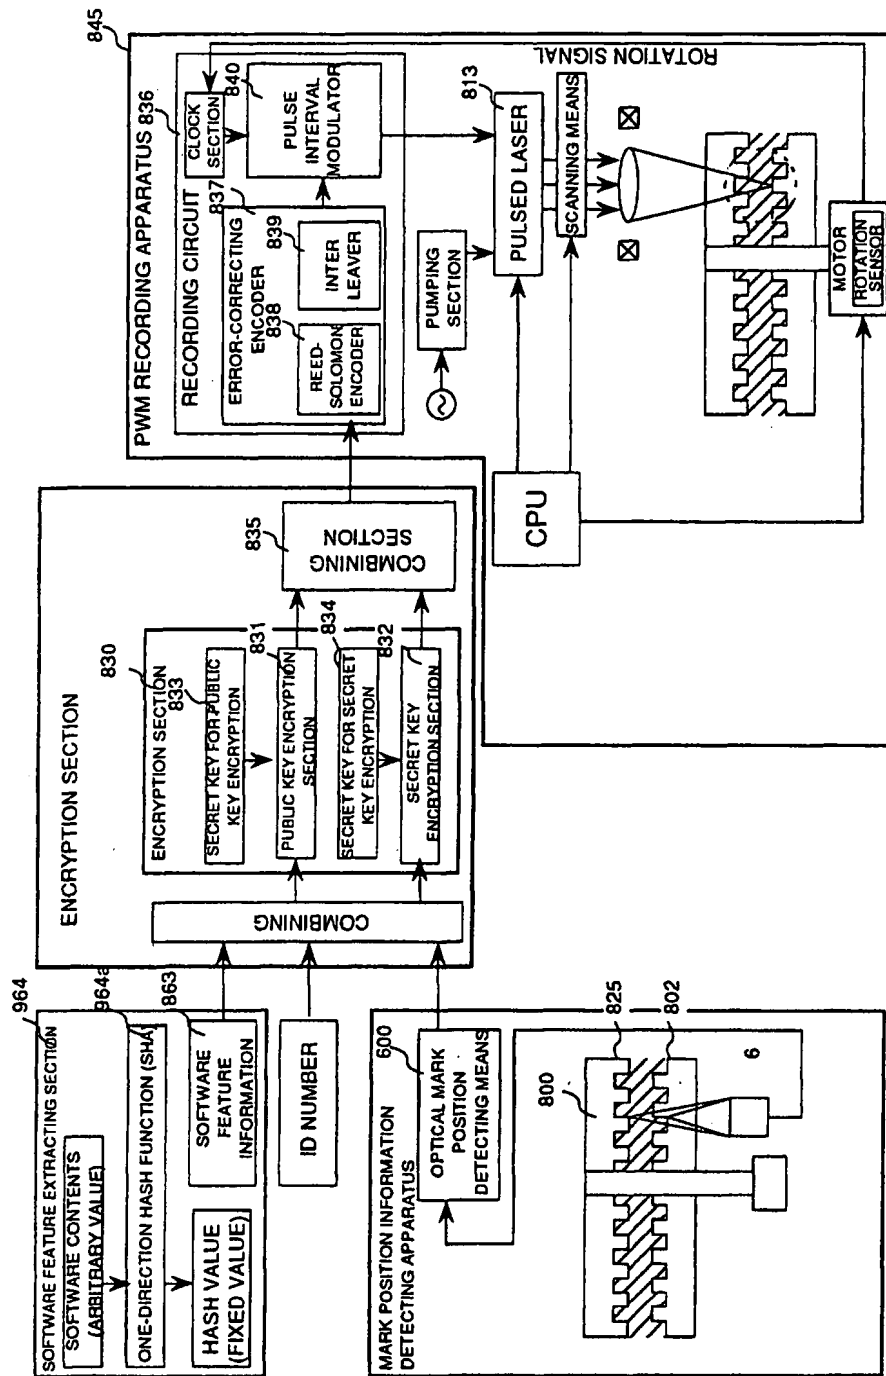 964
SOFTWARE FEATURE EXTRACTING SECTION
SOFTWARE CONTENTS
(ARBITRARY VALUE)
964a
ONE-DIRECTION HASH FUNCTION (SHA)
HASH VALUE
(FIXED VALUE)
863
SOFTWARE
FEATURE
INFORMATION
ID NUMBER
MARK POSITION INFORMATION
DETECTING APPARATUS
600
OPTICAL MARK
POSITION
DETECTING MEANS
800
825
802
6
ENCRYPTION SECTION
COMBINING
830
ENCRYPTION SECTION
833
SECRET KEY FOR PUBLIC
KEY ENCRYPTION
831
PUBLIC KEY ENCRYPTION
SECTION
834
SECRET KEY FOR SECRET
KEY ENCRYPTION
832
SECRET KEY
ENCRYPTION SECTION
835
COMBINING
SECTION
845
PWM RECORDING APPARATUS
836
RECORDING CIRCUIT
837
ERROR-CORRECTING
ENCODER
838
REED-
SOLOMON
ENCODER
839
INTER
LEAVER
CLOCK
SECTION
840
PULSE
INTERVAL
MODULATOR
ROTATION SIGNAL
PUMPING
SECTION
813
PULSED LASER
SCANNING MEANS
CPU
MOTOR
ROTATION
SENSOR